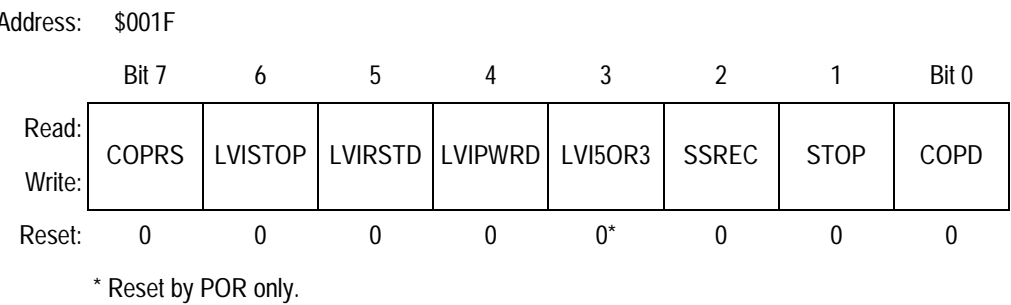 Address: $001F
Bit 7 6 5 4 3 2 1 Bit 0
Read:
COPRS LVISTOP LVIRSTD LVIPWRD LVI5OR3 SSREC STOP COPD
Write:
Reset: 0 0 0 0 0* 0 0 0
* Reset by POR only.